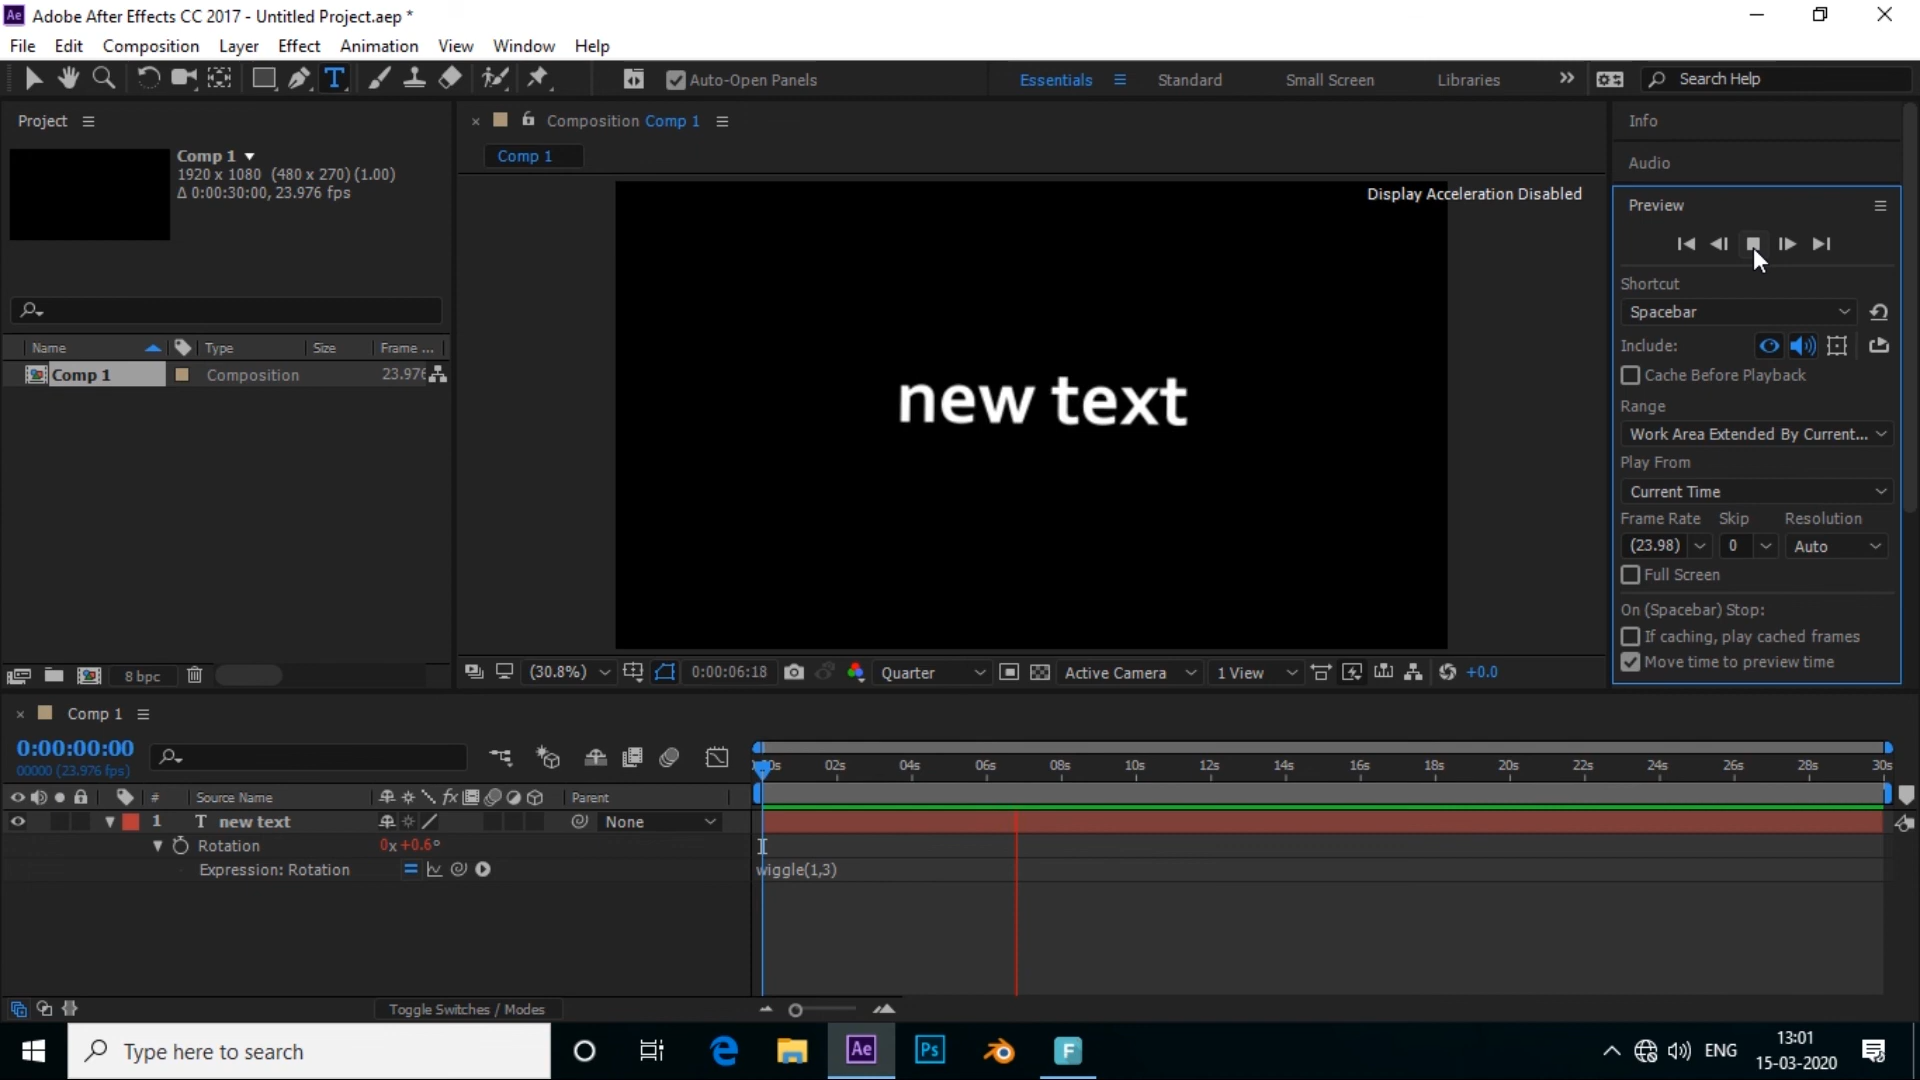 Ae Adobe After Effects CC 2017 - Untitled Project.aep *
File Edit Composition Layer Effect Animation View Window Help
T Auto-Open Panels Essentials Standard Small Screen Libraries Search Help
Project
Comp 1
1920 x 1080 (480 x 270) (1.00)
Δ 0:00:30:00, 23.976 fps
Name Type Size Frame ...
Comp 1 Composition 23.976
8 bpc
Composition Comp 1
Comp 1
Display Acceleration Disabled
new text
(30.8%) 0:00:06:18 Quarter Active Camera 1 View +0.0
Info
Audio
Preview
Shortcut
Spacebar
Include:
Cache Before Playback
Range
Work Area Extended By Current...
Play From
Current Time
Frame Rate Skip Resolution
(23.98) 0 Auto
Full Screen
On (Spacebar) Stop:
If caching, play cached frames
Move time to preview time
Comp 1
0:00:00:00
00000 (23.976 fps)
02s 04s 06s 08s 10s 12s 14s 16s 18s 20s 22s 24s 26s 28s 30s
# Source Name fx Parent
1 T new text None
Rotation 0x+0.6°
Expression: Rotation wiggle(1,3)
Toggle Switches / Modes
Type here to search Ae Ps F ENG 13:01
15-03-2020